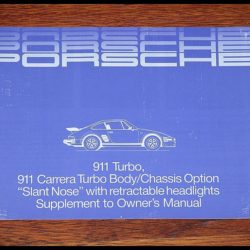 PORSCHE
PORSCHE
PORSCHE
911 Turbo,
911 Carrera Turbo Body/Chassis Option
“Slant Nose” with retractable headlights
Supplement to Owner's Manual